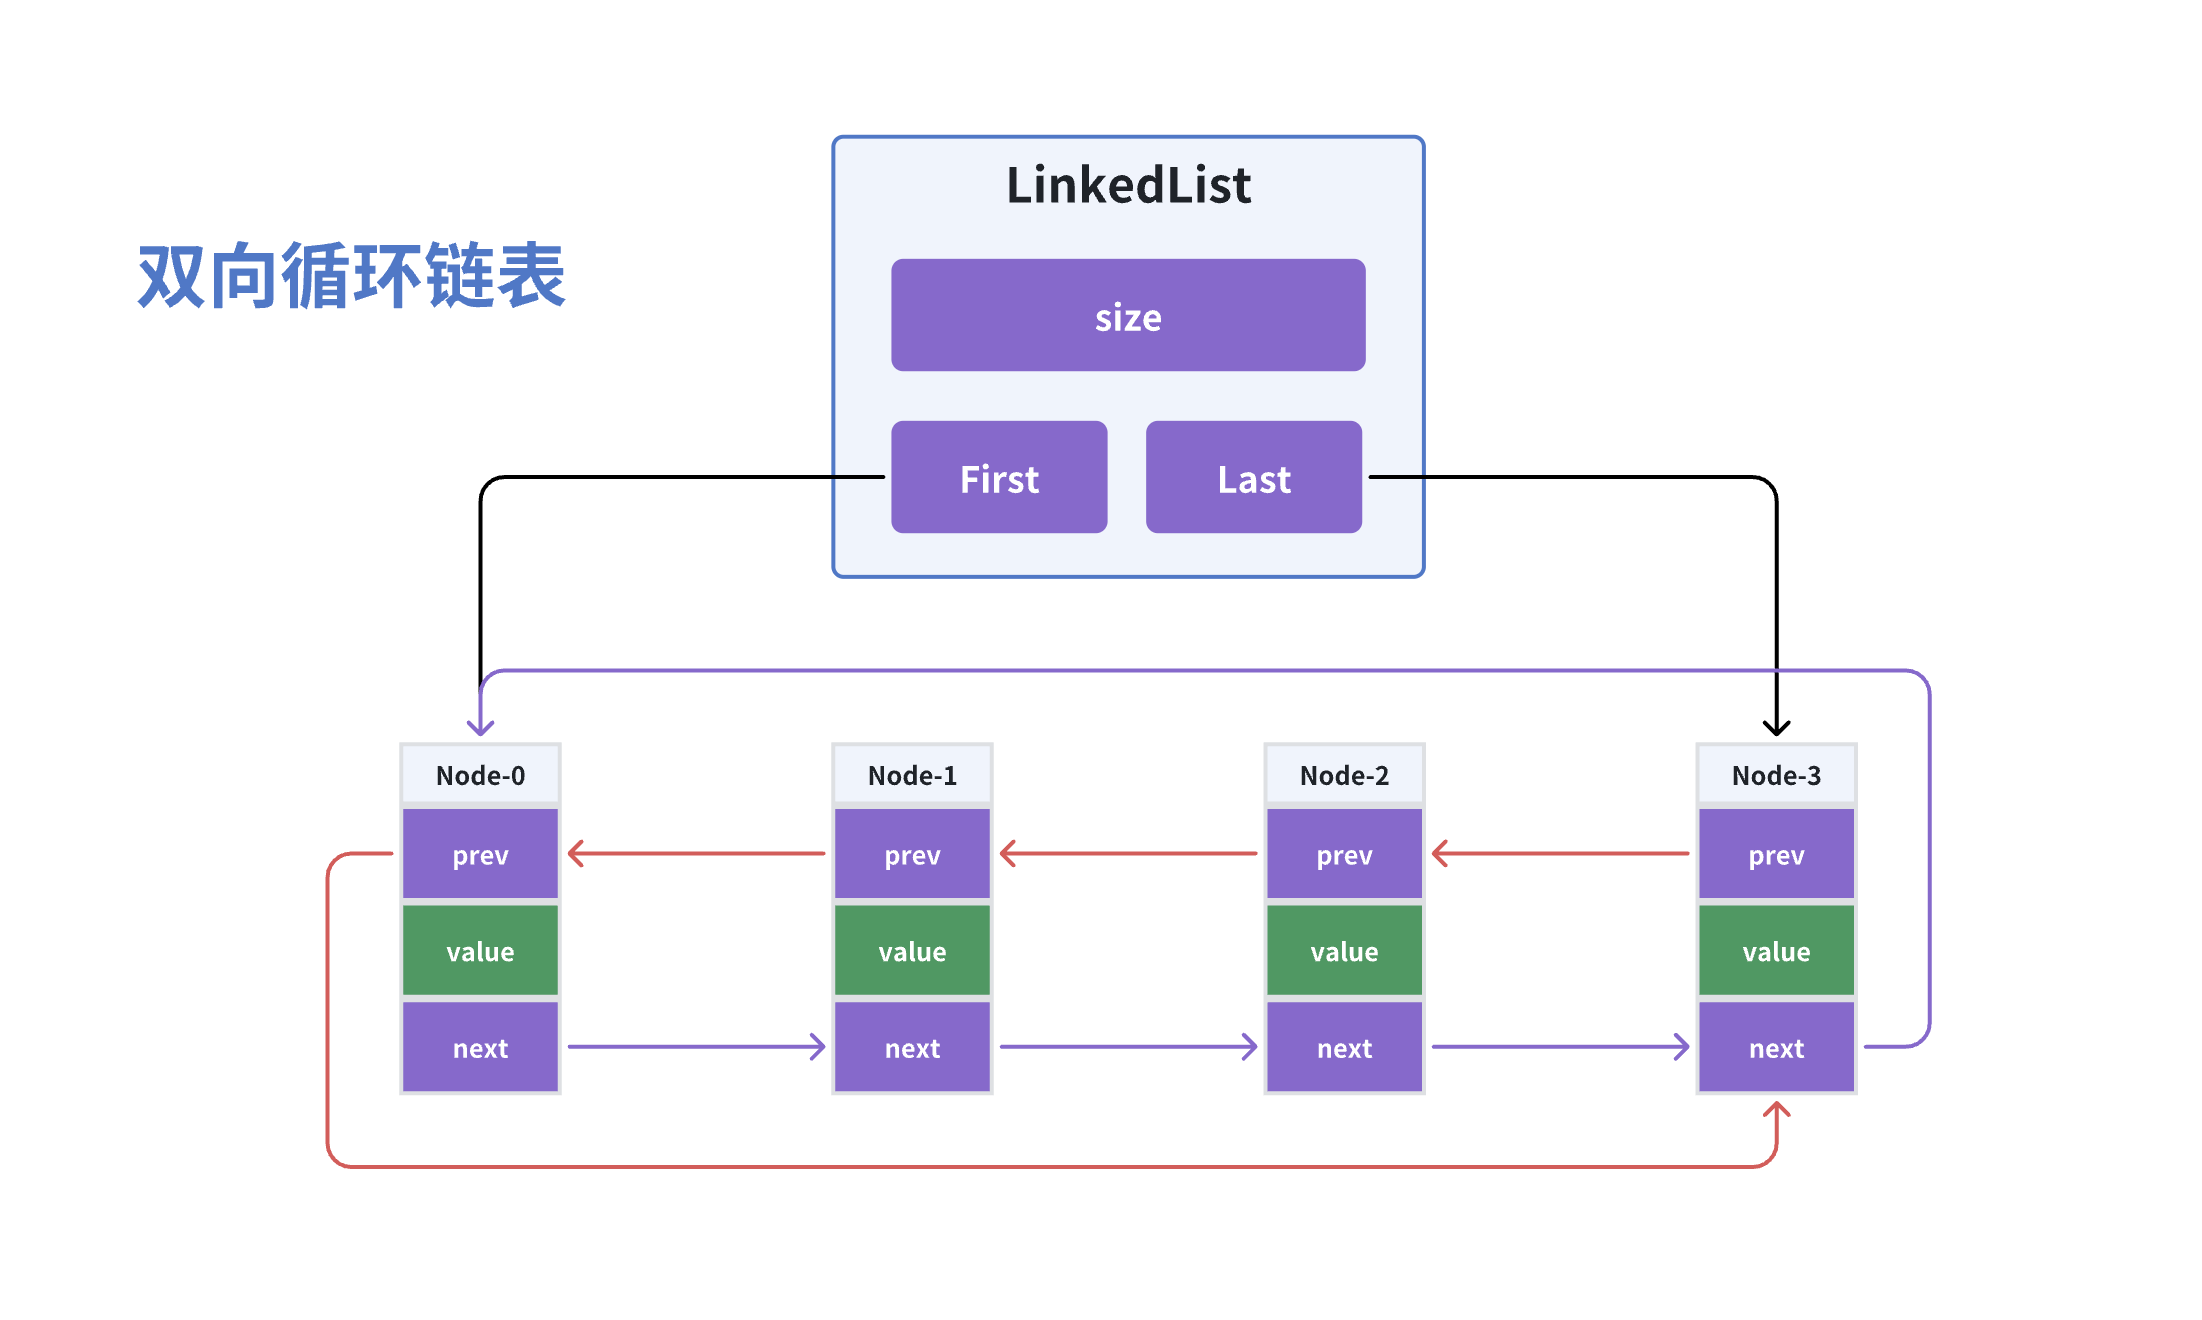 双向循环链表
LinkedList
size
First
Last
Node-0
Node-1
Node-2
Node-3
prev
prev
prev
prev
value
value
value
value
next
next
next
next